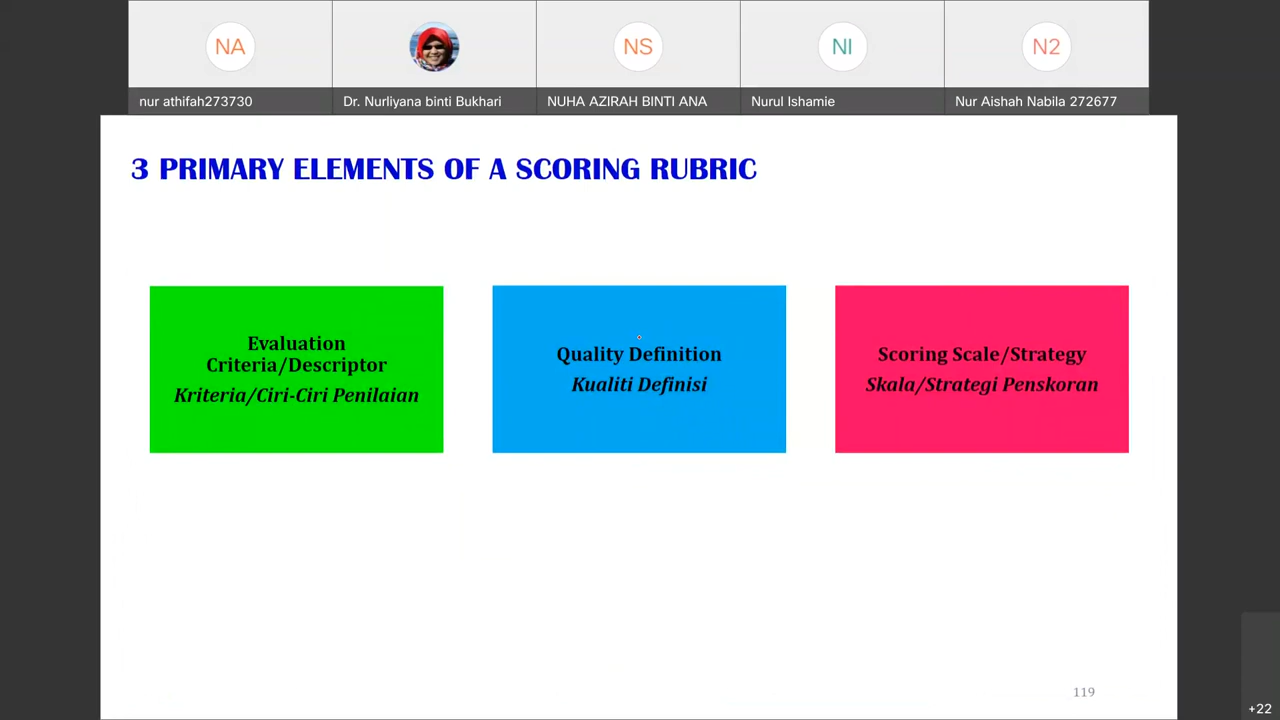 NA
NS
NI
N2
nur athifah273730
Dr. Nurliyana binti Bukhari
NUHA AZIRAH BINTI ANA
Nurul Ishamie
Nur Aishah Nabila 272677
3 PRIMARY ELEMENTS OF A SCORING RUBRIC
Evaluation
Criteria/Descriptor
Kriteria/Ciri-Ciri Penilaian
Quality Definition
Kualiti Definisi
Scoring Scale/Strategy
Skala/Strategi Penskoran
119
+22